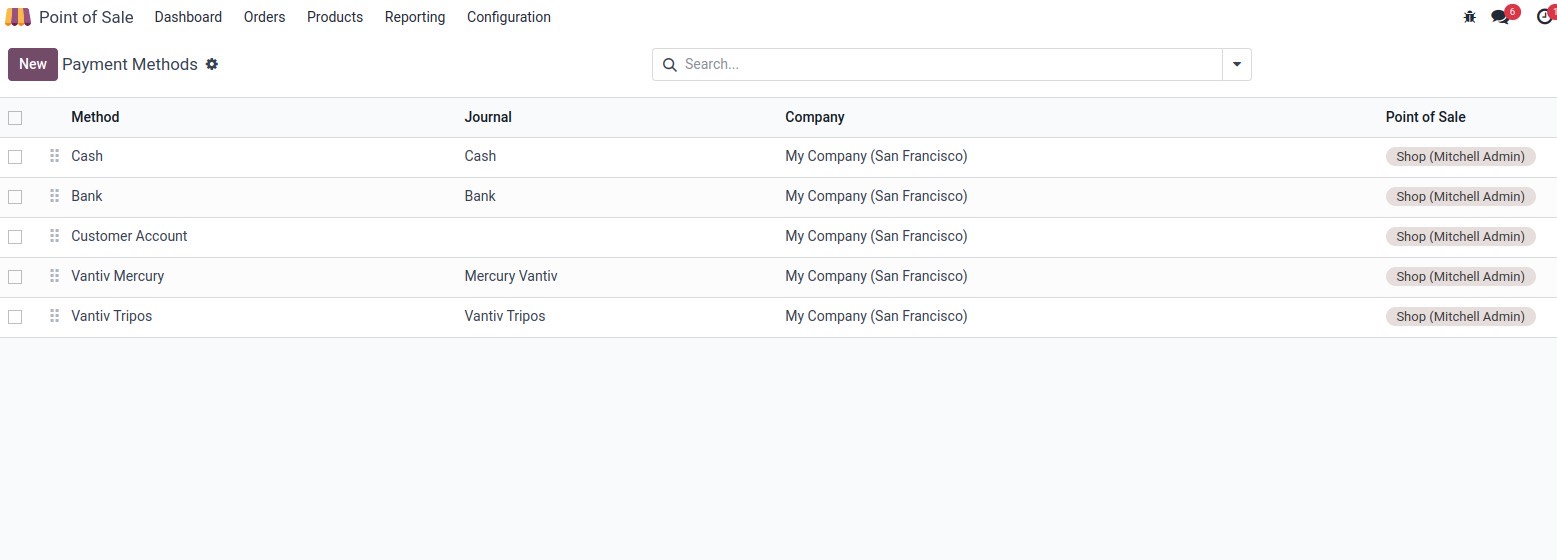 Point of Sale Dashboard Orders Products Reporting Configuration 6
New Payment Methods Search...
Method Journal Company Point of Sale
Cash Cash My Company (San Francisco) Shop (Mitchell Admin)
Bank Bank My Company (San Francisco) Shop (Mitchell Admin)
Customer Account My Company (San Francisco) Shop (Mitchell Admin)
Vantiv Mercury Mercury Vantiv My Company (San Francisco) Shop (Mitchell Admin)
Vantiv Tripos Vantiv Tripos My Company (San Francisco) Shop (Mitchell Admin)